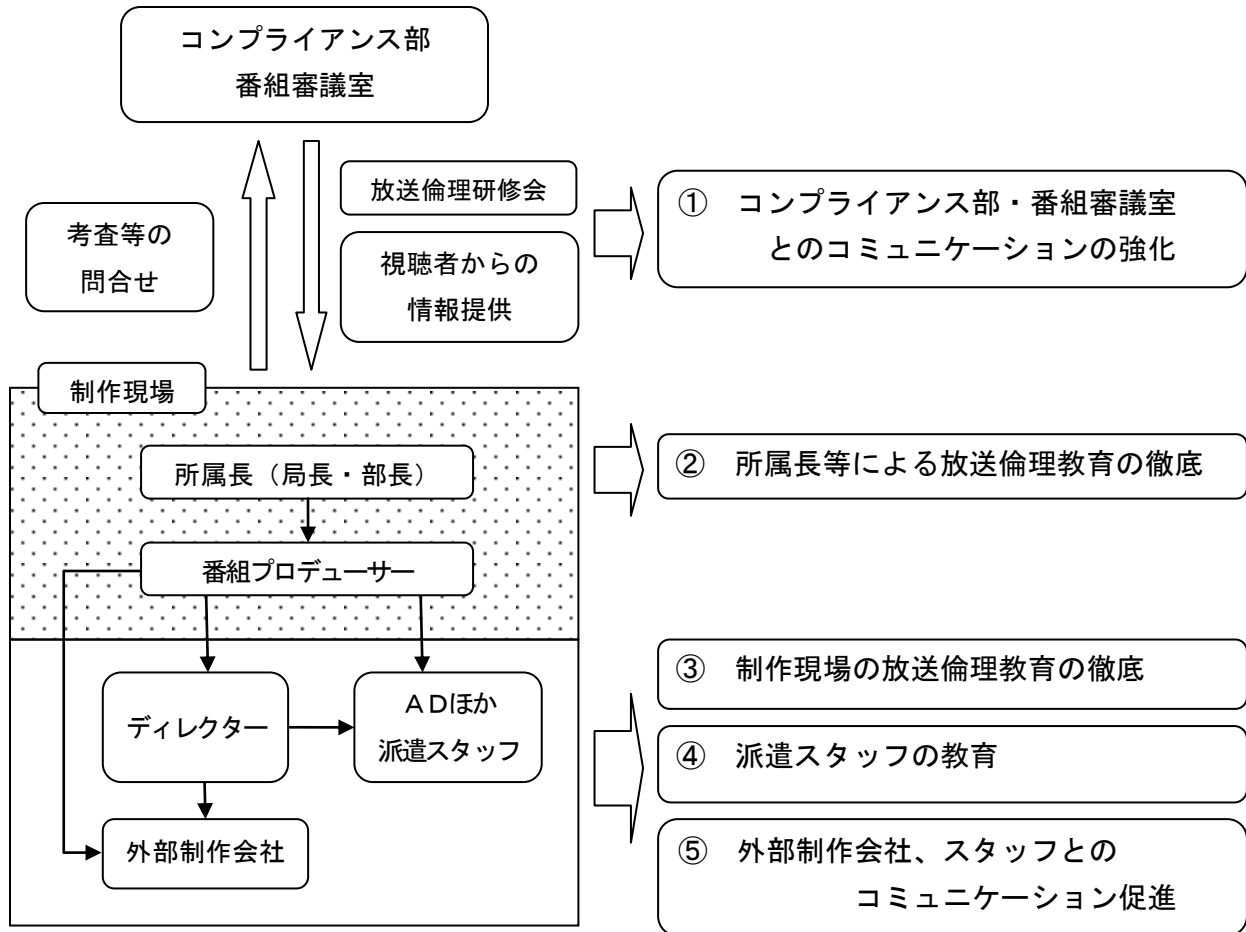 コンプライアンス部
番組審議室
考査等の
問合せ
放送倫理研修会
視聴者からの
情報提供
① コンプライアンス部・番組審議室
とのコミュニケーションの強化
制作現場
所属長（局長・部長）
② 所属長等による放送倫理教育の徹底
番組プロデューサー
ディレクター
ＡＤほか
派遣スタッフ
外部制作会社
③ 制作現場の放送倫理教育の徹底
④ 派遣スタッフの教育
⑤ 外部制作会社、スタッフとの
コミュニケーション促進